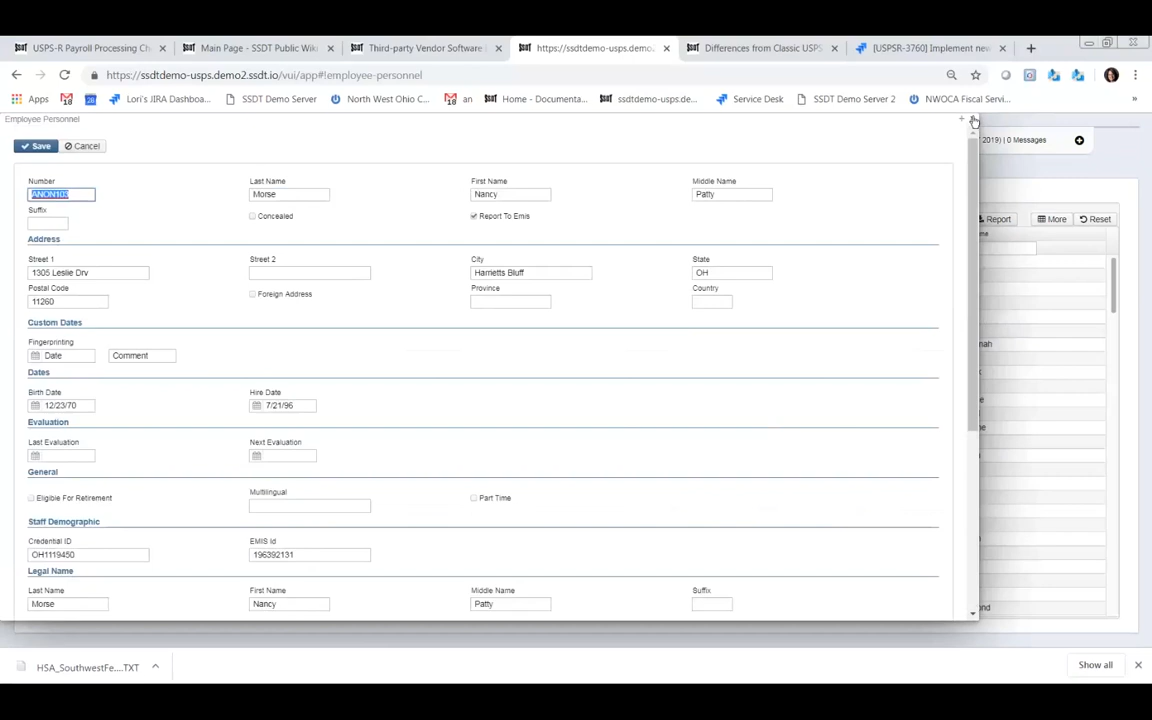 USPS-R Payroll Processing Ch
Main Page - SSDT Public Wiki
Third-party Vendor Software I
https://ssdtdemo-usps.demo2.
Differences from Classic USPS
[USPSR-3760] Implement new
https://ssdtdemo-usps.demo2.ssdt.io/vui/app#!employee-personnel
Apps
Lori's JIRA Dashboa...
SSDT Demo Server
North West Ohio C...
an
Home - Documenta...
ssdtdemo-usps.de...
Service Desk
SSDT Demo Server 2
NWOCA Fiscal Servi...
»
Employee Personnel
2019) | 0 Messages
Save
Cancel
Number
Last Name
First Name
Middle Name
ANON103
Morse
Nancy
Patty
Suffix
Concealed
Report To Emis
Report
More
Reset
me
Address
Street 1
Street 2
City
State
1305 Leslie Drv
Harrietts Bluff
OH
Postal Code
Foreign Address
Province
Country
11260
Custom Dates
Fingerprinting
Date
Comment
nah
Dates
Birth Date
Hire Date
12/23/70
7/21/96
Evaluation
Last Evaluation
Next Evaluation
General
Eligible For Retirement
Multilingual
Part Time
Staff Demographic
Credential ID
EMIS Id
OH1119450
196392131
Legal Name
Last Name
First Name
Middle Name
Suffix
Morse
Nancy
Patty
ond
HSA_SouthwestFe....TXT
Show all